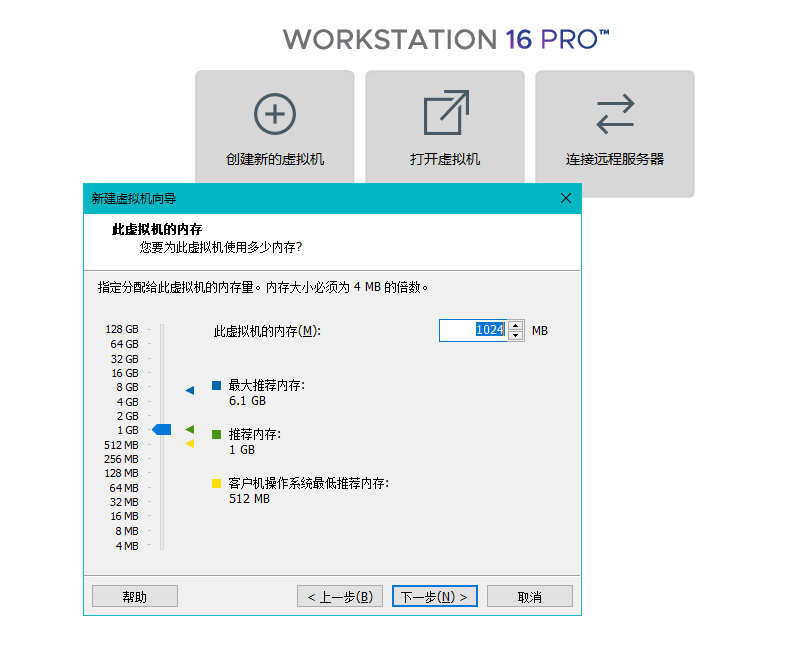 WORKSTATION 16 PRO™
创建新的虚拟机
打开虚拟机
连接远程服务器
新建虚拟机向导
此虚拟机的内存
您要为此虚拟机使用多少内存?
指定分配给此虚拟机的内存量。内存大小必须为 4 MB 的倍数。
128 GB
64 GB
32 GB
16 GB
8 GB
4 GB
2 GB
1 GB
512 MB
256 MB
128 MB
64 MB
32 MB
16 MB
8 MB
4 MB
此虚拟机的内存(M):
1024
MB
最大推荐内存:
6.1 GB
推荐内存:
1 GB
客户机操作系统最低推荐内存:
512 MB
帮助
< 上一步(B)
下一步(N) >
取消